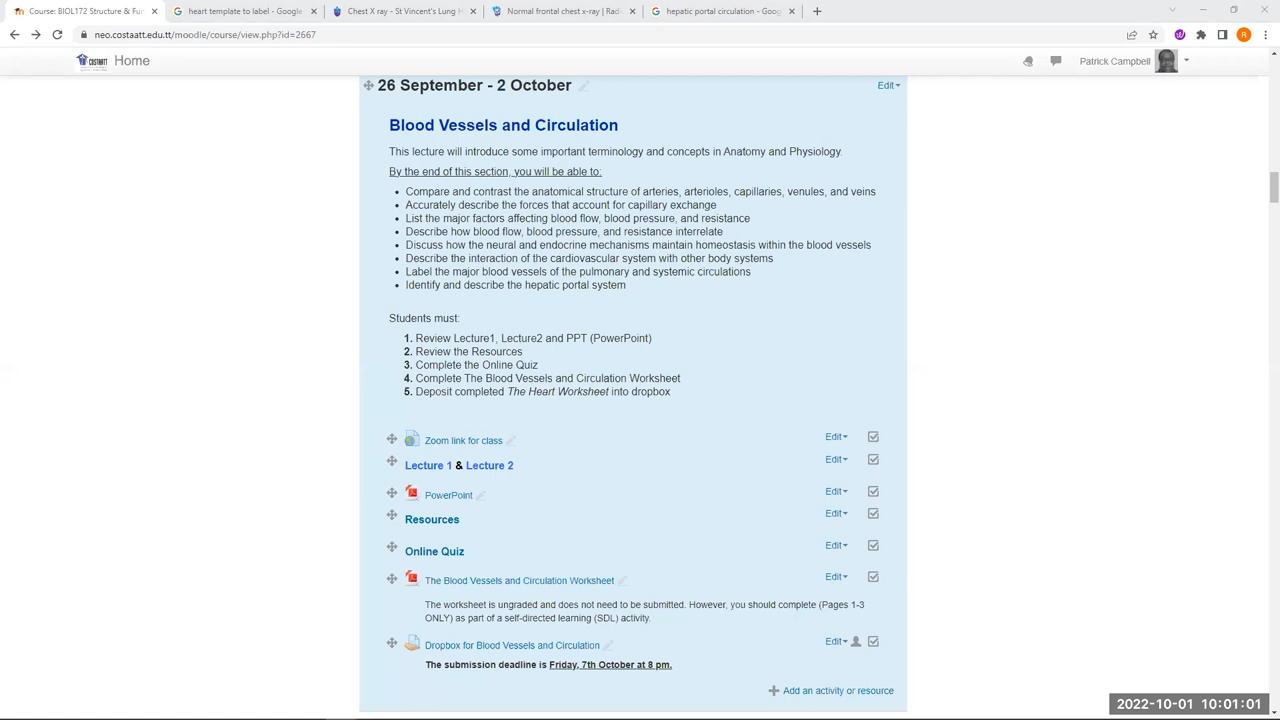 Course: BIOL172 Structure & Fun
heart template to label - Google
Chest X ray - St Vincent's Lung H
Normal frontal chest x-ray | Radi
hepatic portal circulation - Goog
neo.costaatt.edu.tt/moodle/course/view.php?id=2667
COSTAATT
Home
Patrick Campbell
26 September - 2 October
Edit
Blood Vessels and Circulation
This lecture will introduce some important terminology and concepts in Anatomy and Physiology.
By the end of this section, you will be able to:
• Compare and contrast the anatomical structure of arteries, arterioles, capillaries, venules, and veins
• Accurately describe the forces that account for capillary exchange
• List the major factors affecting blood flow, blood pressure, and resistance
• Describe how blood flow, blood pressure, and resistance interrelate
• Discuss how the neural and endocrine mechanisms maintain homeostasis within the blood vessels
• Describe the interaction of the cardiovascular system with other body systems
• Label the major blood vessels of the pulmonary and systemic circulations
• Identify and describe the hepatic portal system
Students must:
1. Review Lecture1, Lecture2 and PPT (PowerPoint)
2. Review the Resources
3. Complete the Online Quiz
4. Complete The Blood Vessels and Circulation Worksheet
5. Deposit completed The Heart Worksheet into dropbox
Zoom link for class
Edit
Lecture 1 & Lecture 2
Edit
PowerPoint
Edit
Resources
Edit
Online Quiz
Edit
The Blood Vessels and Circulation Worksheet
Edit
The worksheet is ungraded and does not need to be submitted. However, you should complete (Pages 1-3
ONLY) as part of a self-directed learning (SDL) activity.
Dropbox for Blood Vessels and Circulation
Edit
The submission deadline is Friday, 7th October at 8 pm.
Add an activity or resource
2022-10-01 10:01:01